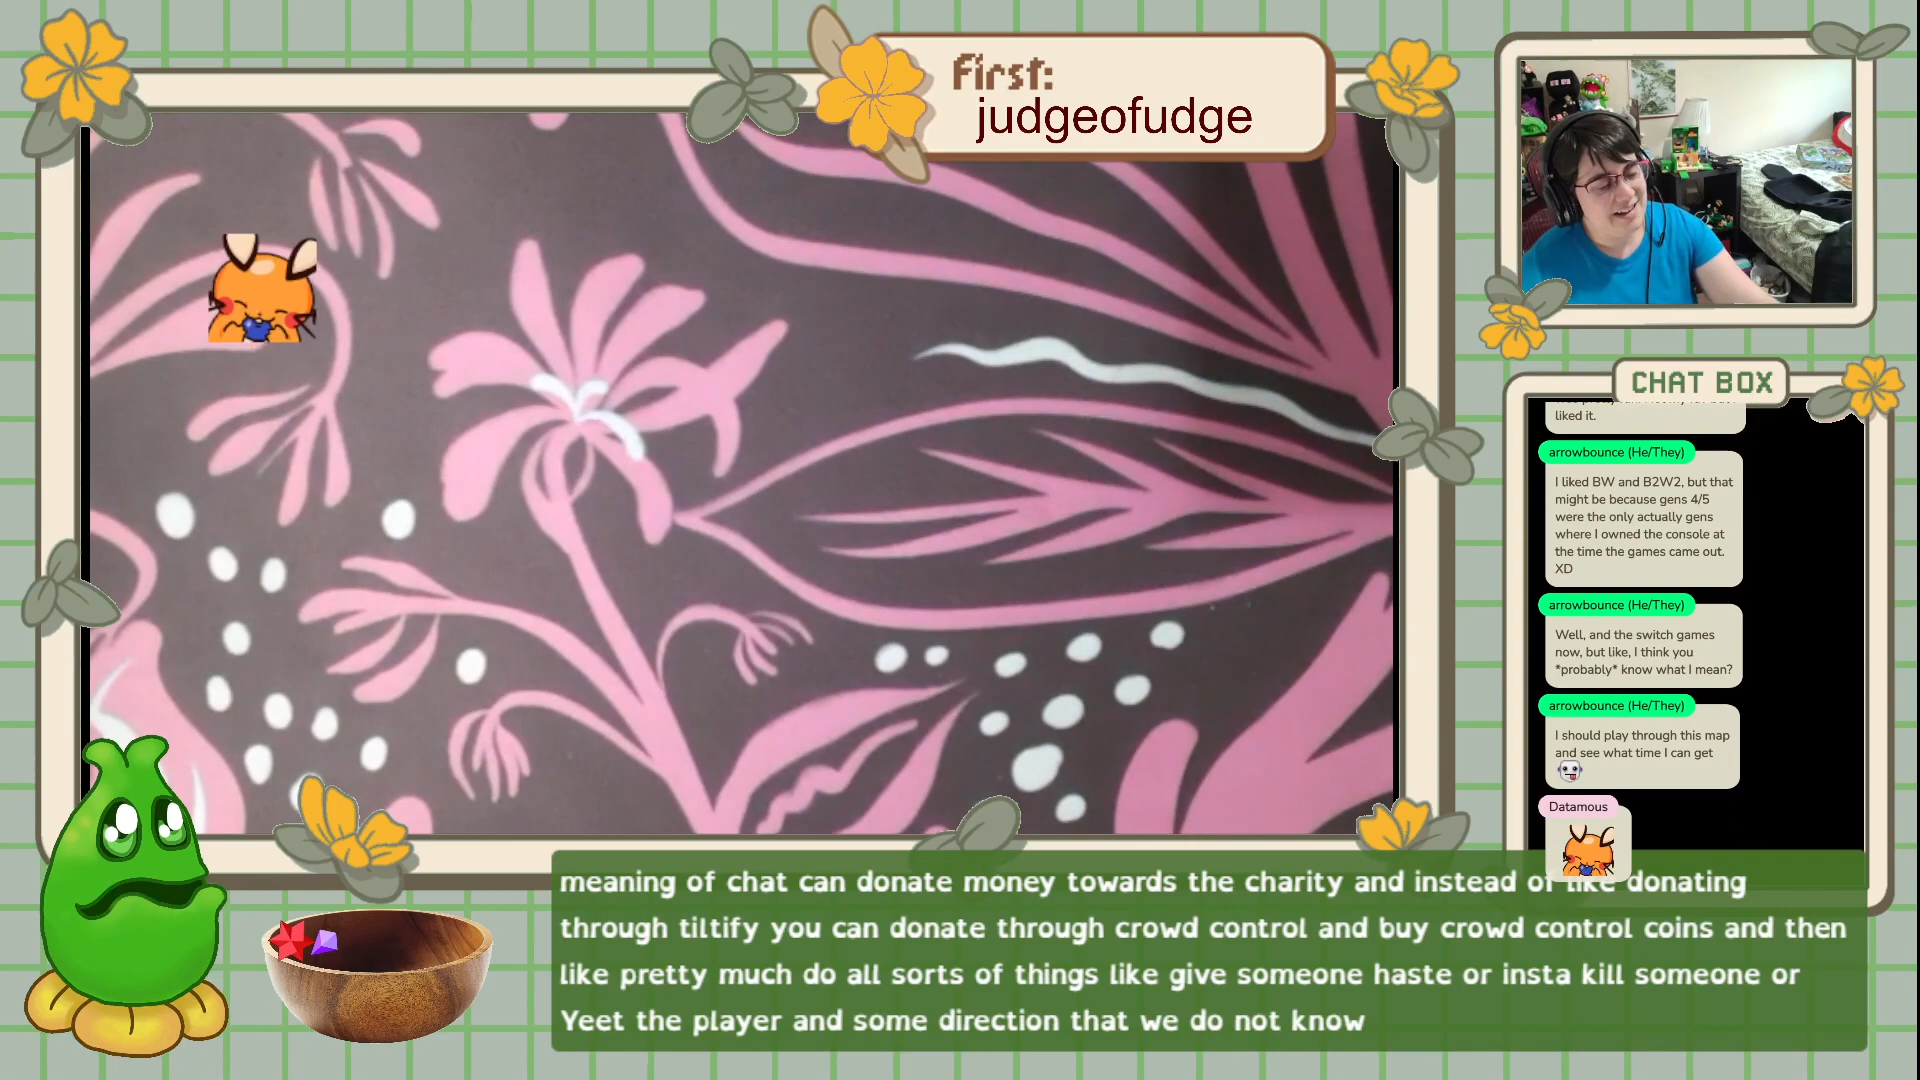 First:
judgeofudge
CHAT BOX
liked it.
arrowbounce (He/They)
I liked BW and B2W2, but that
might be because gens 4/5
were the only actually gens
where I owned the console at
the time the games came out.
XD
arrowbounce (He/They)
Well, and the switch games
now, but like, I think you
*probably* know what I mean?
arrowbounce (He/They)
I should play through this map
and see what time I can get
Datamous
meaning of chat can donate money towards the charity and instead of like donating
through tiltify you can donate through crowd control and buy crowd control coins and then
like pretty much do all sorts of things like give someone haste or insta kill someone or
Yeet the player and some direction that we do not know